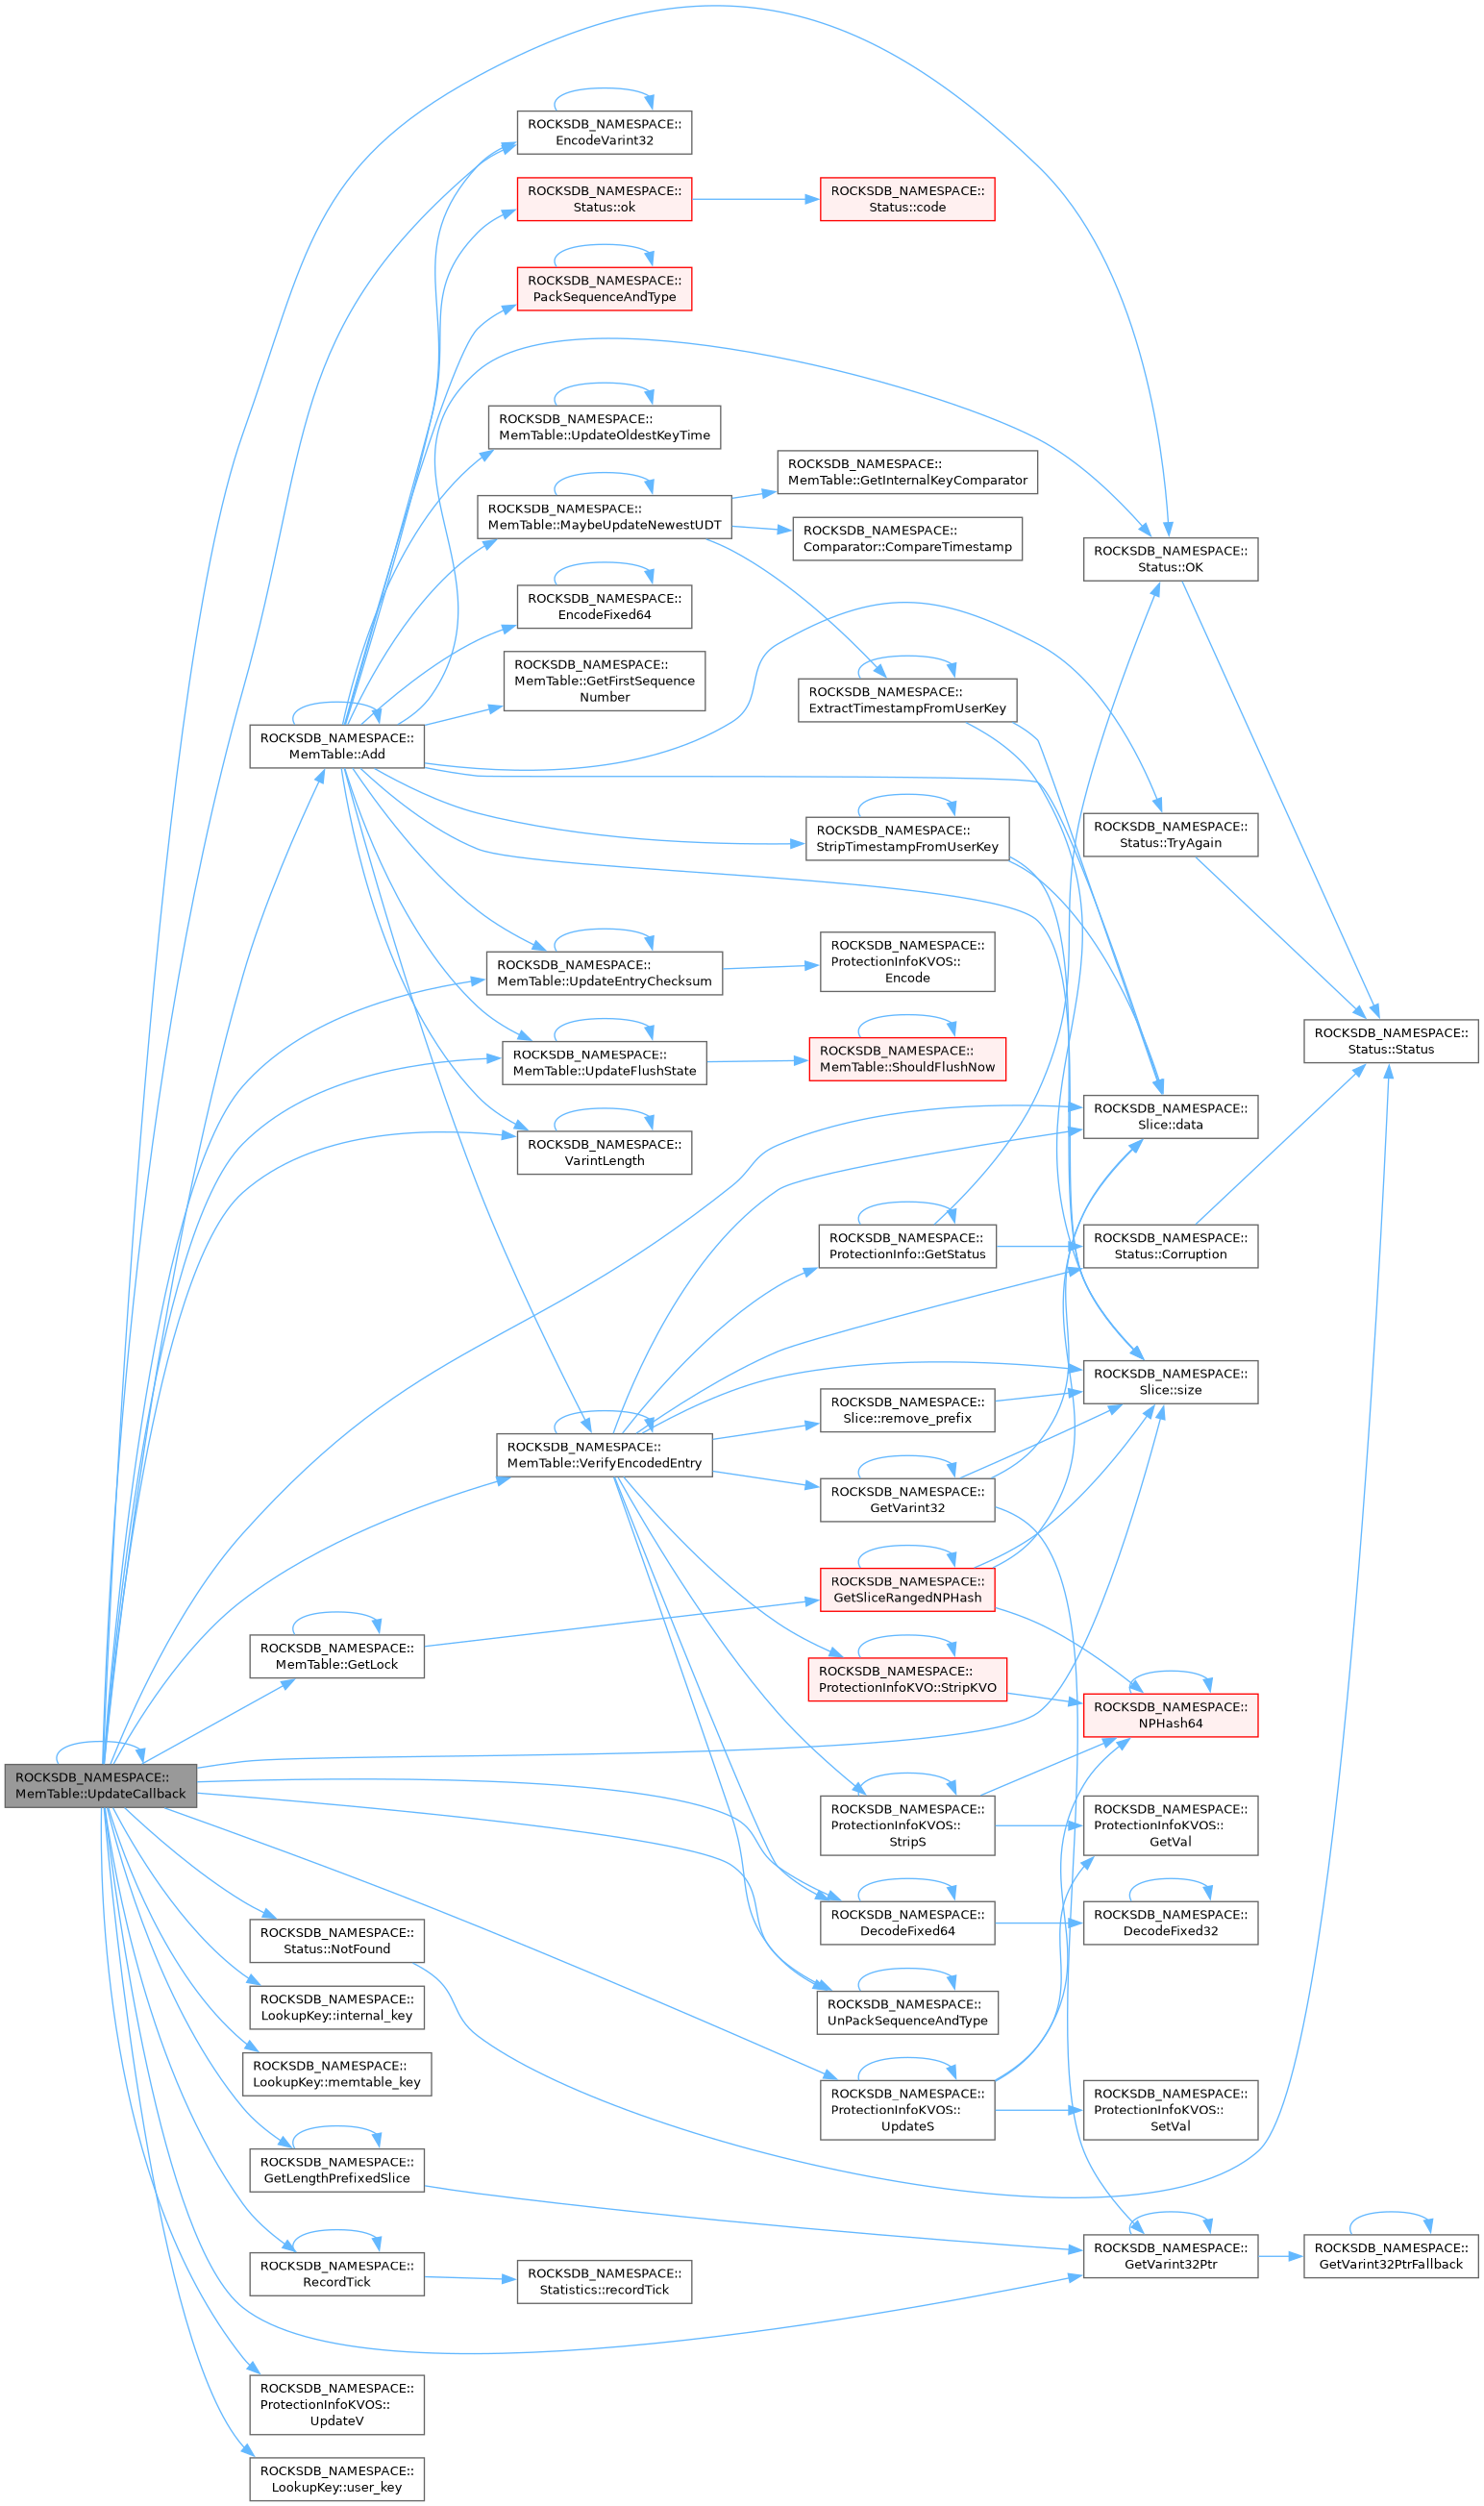 ROCKSDB_NAMESPACE::
EncodeVarint32
ROCKSDB_NAMESPACE::
Status::ok
ROCKSDB_NAMESPACE::
Status::code
ROCKSDB_NAMESPACE::
PackSequenceAndType
ROCKSDB_NAMESPACE::
MemTable::UpdateOldestKeyTime
ROCKSDB_NAMESPACE::
MemTable::GetInternalKeyComparator
ROCKSDB_NAMESPACE::
MemTable::MaybeUpdateNewestUDT
ROCKSDB_NAMESPACE::
Comparator::CompareTimestamp
ROCKSDB_NAMESPACE::
Status::OK
ROCKSDB_NAMESPACE::
EncodeFixed64
ROCKSDB_NAMESPACE::
MemTable::GetFirstSequence
Number
ROCKSDB_NAMESPACE::
ExtractTimestampFromUserKey
ROCKSDB_NAMESPACE::
MemTable::Add
ROCKSDB_NAMESPACE::
StripTimestampFromUserKey
ROCKSDB_NAMESPACE::
Status::TryAgain
ROCKSDB_NAMESPACE::
MemTable::UpdateEntryChecksum
ROCKSDB_NAMESPACE::
ProtectionInfoKVOS::
Encode
ROCKSDB_NAMESPACE::
Status::Status
ROCKSDB_NAMESPACE::
MemTable::UpdateFlushState
ROCKSDB_NAMESPACE::
MemTable::ShouldFlushNow
ROCKSDB_NAMESPACE::
Slice::data
ROCKSDB_NAMESPACE::
VarintLength
ROCKSDB_NAMESPACE::
ProtectionInfo::GetStatus
ROCKSDB_NAMESPACE::
Status::Corruption
ROCKSDB_NAMESPACE::
Slice::size
ROCKSDB_NAMESPACE::
Slice::remove_prefix
ROCKSDB_NAMESPACE::
MemTable::VerifyEncodedEntry
ROCKSDB_NAMESPACE::
GetVarint32
ROCKSDB_NAMESPACE::
GetSliceRangedNPHash
ROCKSDB_NAMESPACE::
MemTable::GetLock
ROCKSDB_NAMESPACE::
ProtectionInfoKVO::StripKVO
ROCKSDB_NAMESPACE::
NPHash64
ROCKSDB_NAMESPACE::
MemTable::UpdateCallback
ROCKSDB_NAMESPACE::
ProtectionInfoKVOS::
StripS
ROCKSDB_NAMESPACE::
ProtectionInfoKVOS::
GetVal
ROCKSDB_NAMESPACE::
Status::NotFound
ROCKSDB_NAMESPACE::
DecodeFixed64
ROCKSDB_NAMESPACE::
DecodeFixed32
ROCKSDB_NAMESPACE::
LookupKey::internal_key
ROCKSDB_NAMESPACE::
UnPackSequenceAndType
ROCKSDB_NAMESPACE::
LookupKey::memtable_key
ROCKSDB_NAMESPACE::
ProtectionInfoKVOS::
UpdateS
ROCKSDB_NAMESPACE::
ProtectionInfoKVOS::
SetVal
ROCKSDB_NAMESPACE::
GetLengthPrefixedSlice
ROCKSDB_NAMESPACE::
RecordTick
ROCKSDB_NAMESPACE::
Statistics::recordTick
ROCKSDB_NAMESPACE::
GetVarint32Ptr
ROCKSDB_NAMESPACE::
GetVarint32PtrFallback
ROCKSDB_NAMESPACE::
ProtectionInfoKVOS::
UpdateV
ROCKSDB_NAMESPACE::
LookupKey::user_key